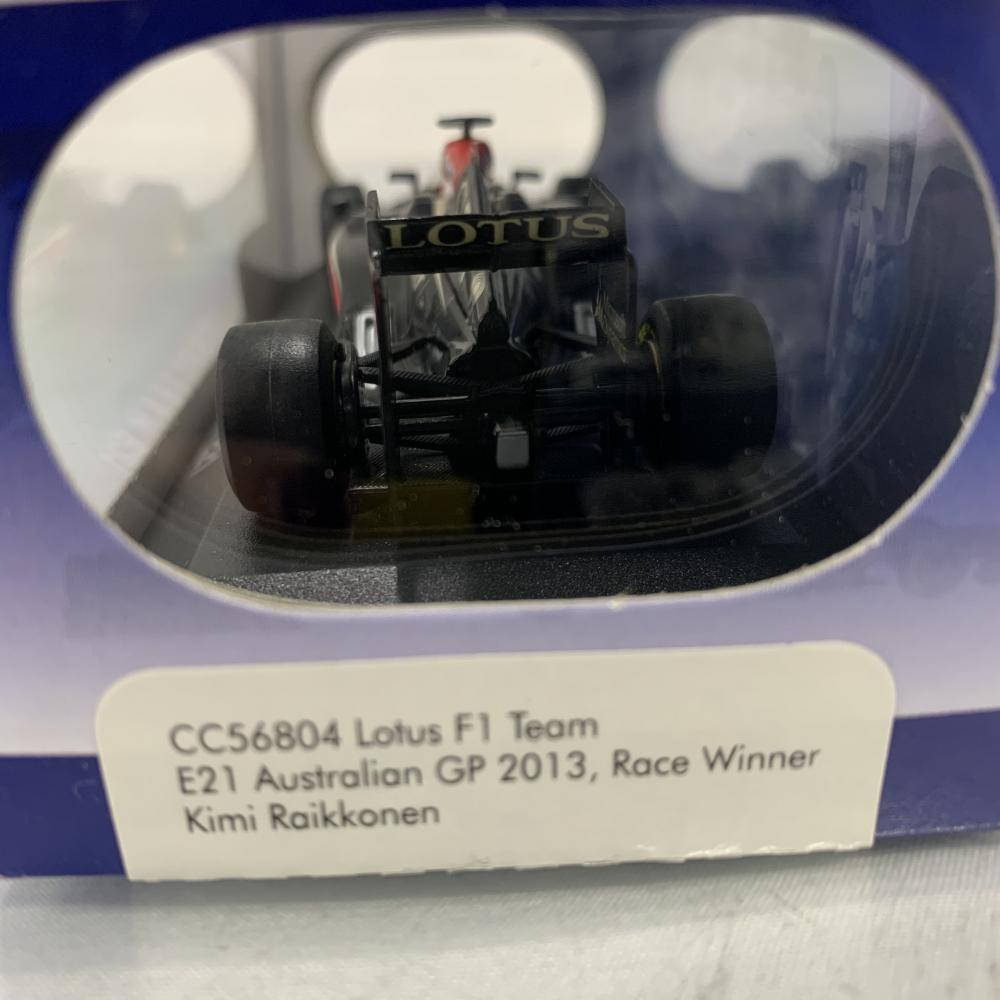 LOTUS
CC56804 Lotus F1 Team
E21 Australian GP 2013, Race Winner
Kimi Raikkonen